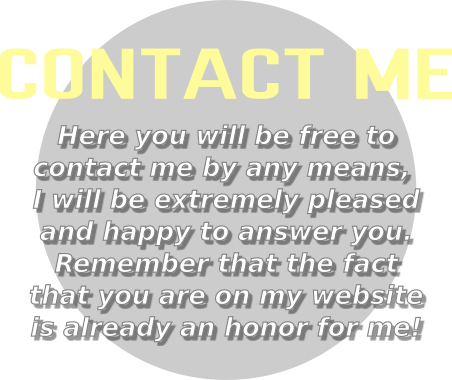 CONTACT ME
Here you will be free to
contact me by any means,
I will be extremely pleased
and happy to answer you.
Remember that the fact
that you are on my website
is already an honor for me!